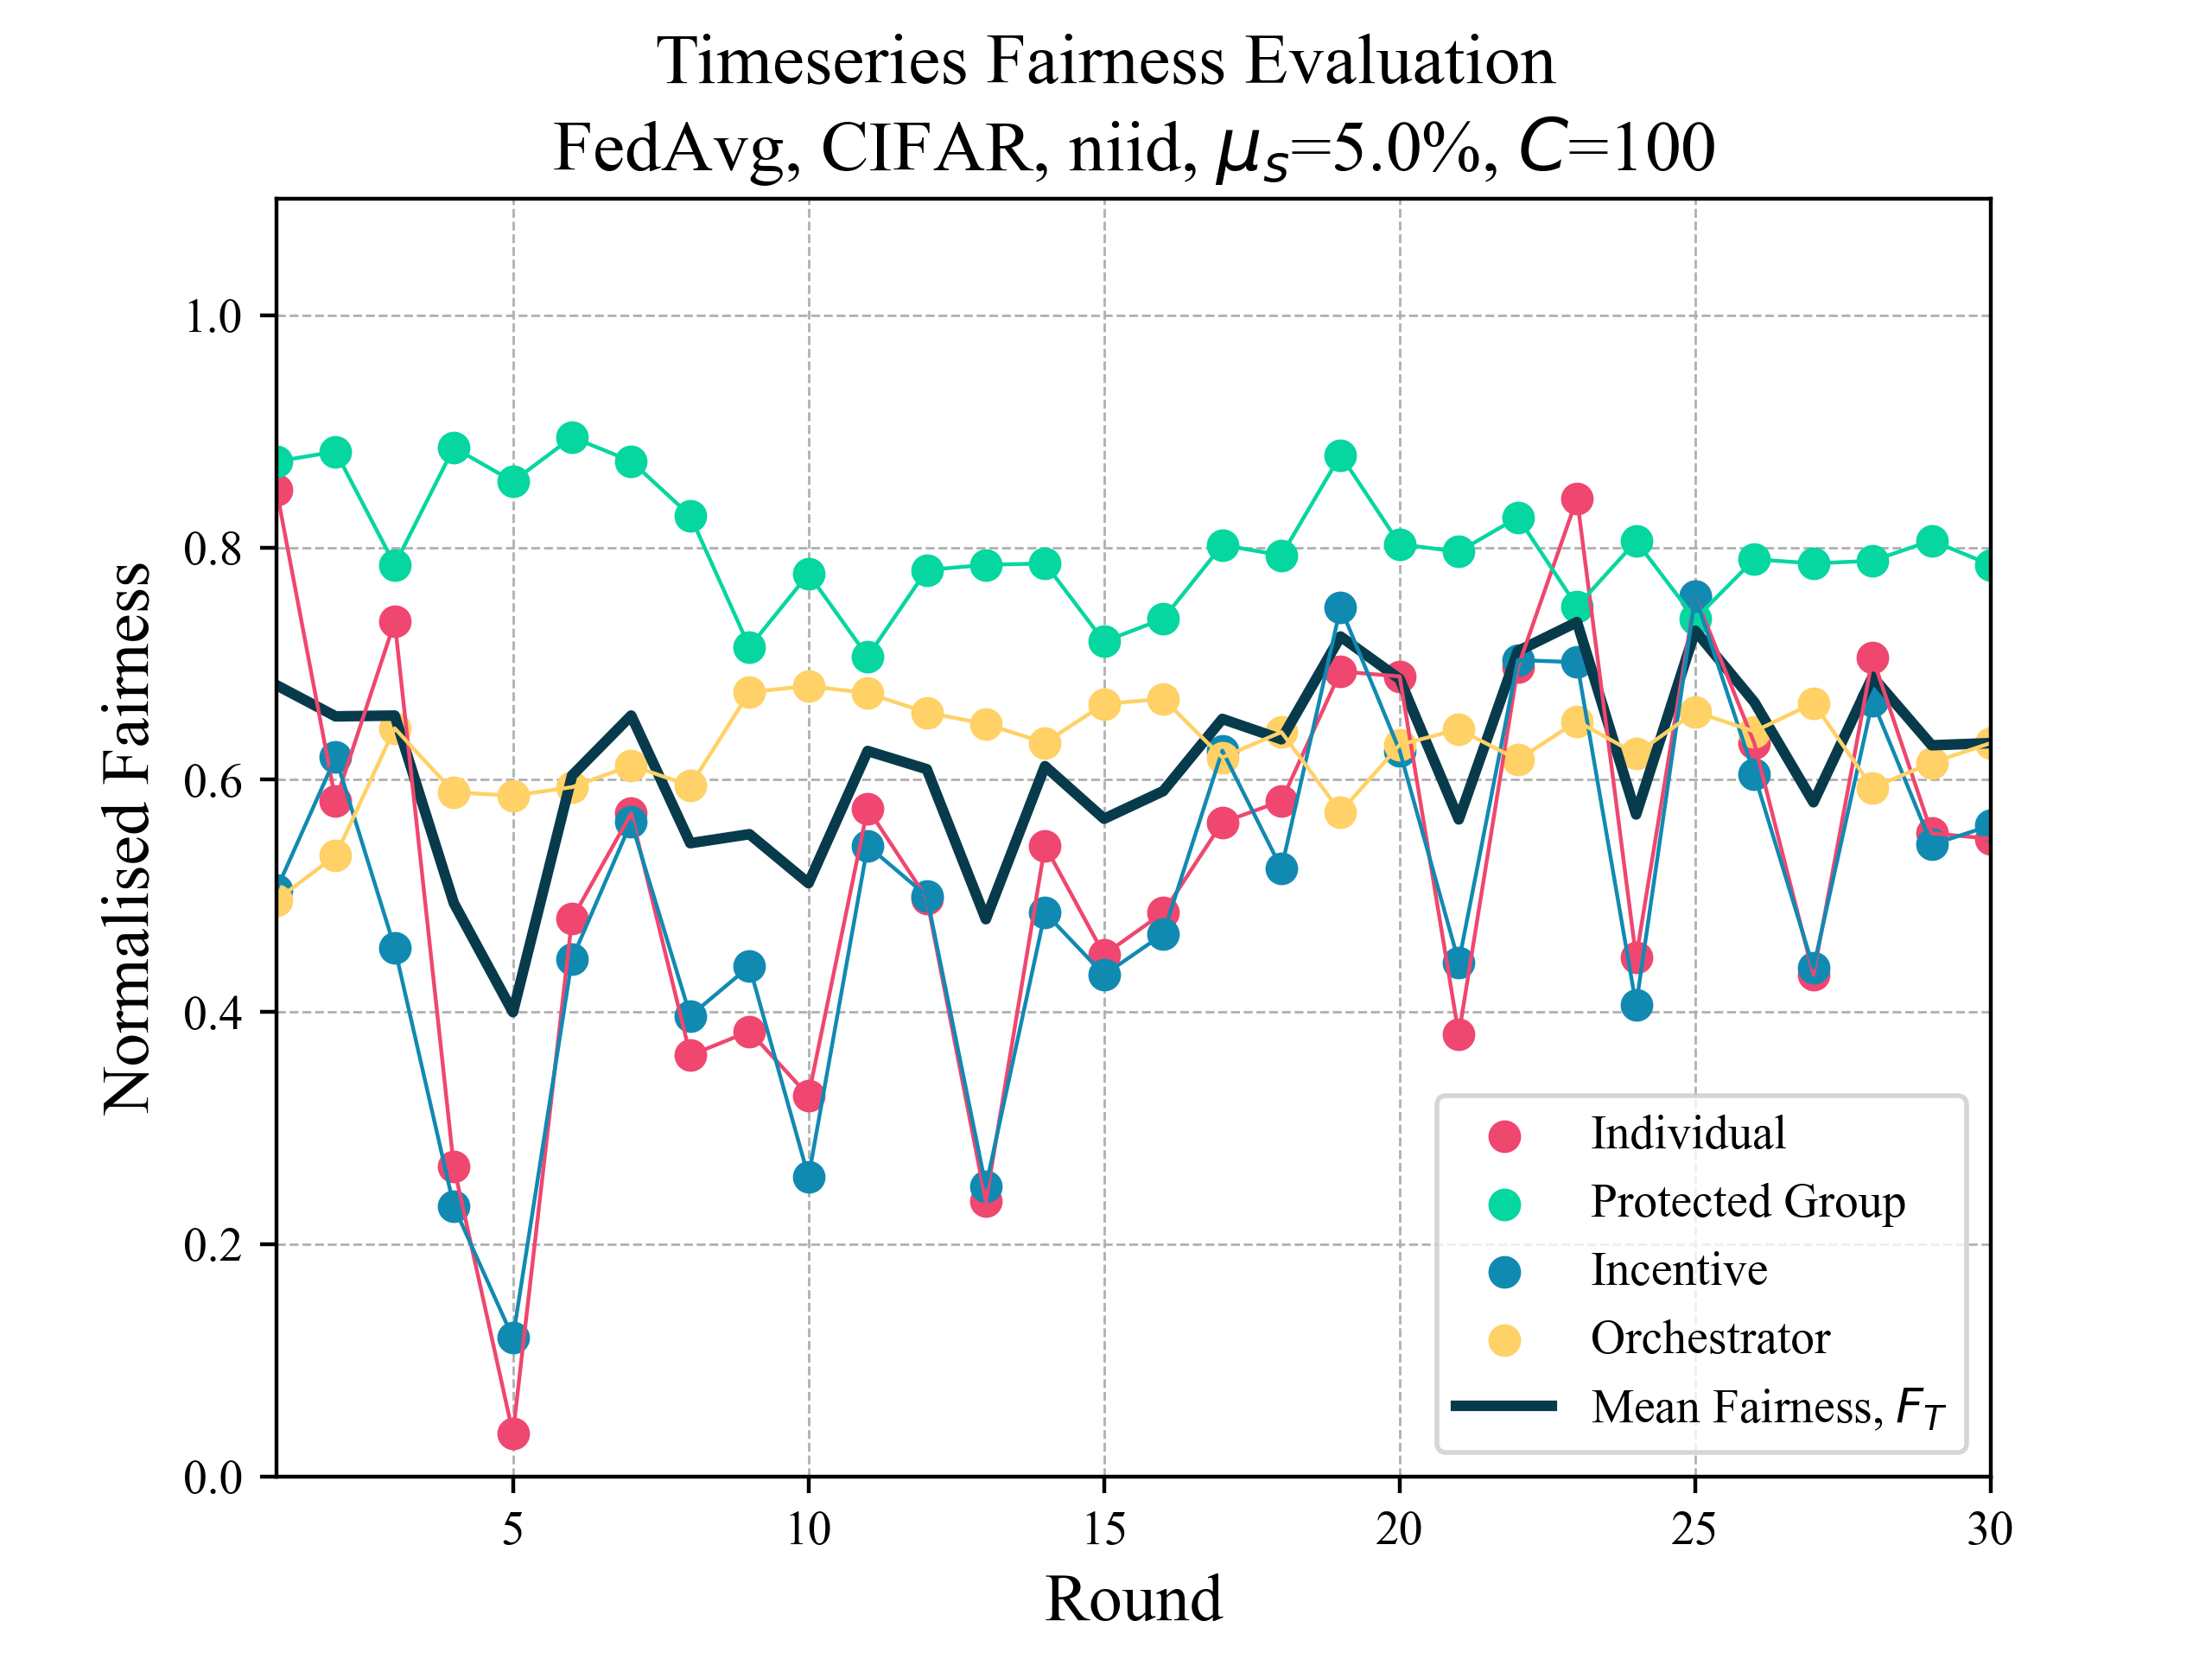 Timeseries Fairness Evaluation
FedAvg, CIFAR, niid, μs=5.0%, C=100
Normalised Fairness
1.0
0.8
0.6
0.4
0.2
0.0
5 10 15 20 25 30
Round
Individual
Protected Group
Incentive
Orchestrator
Mean Fairness, FT